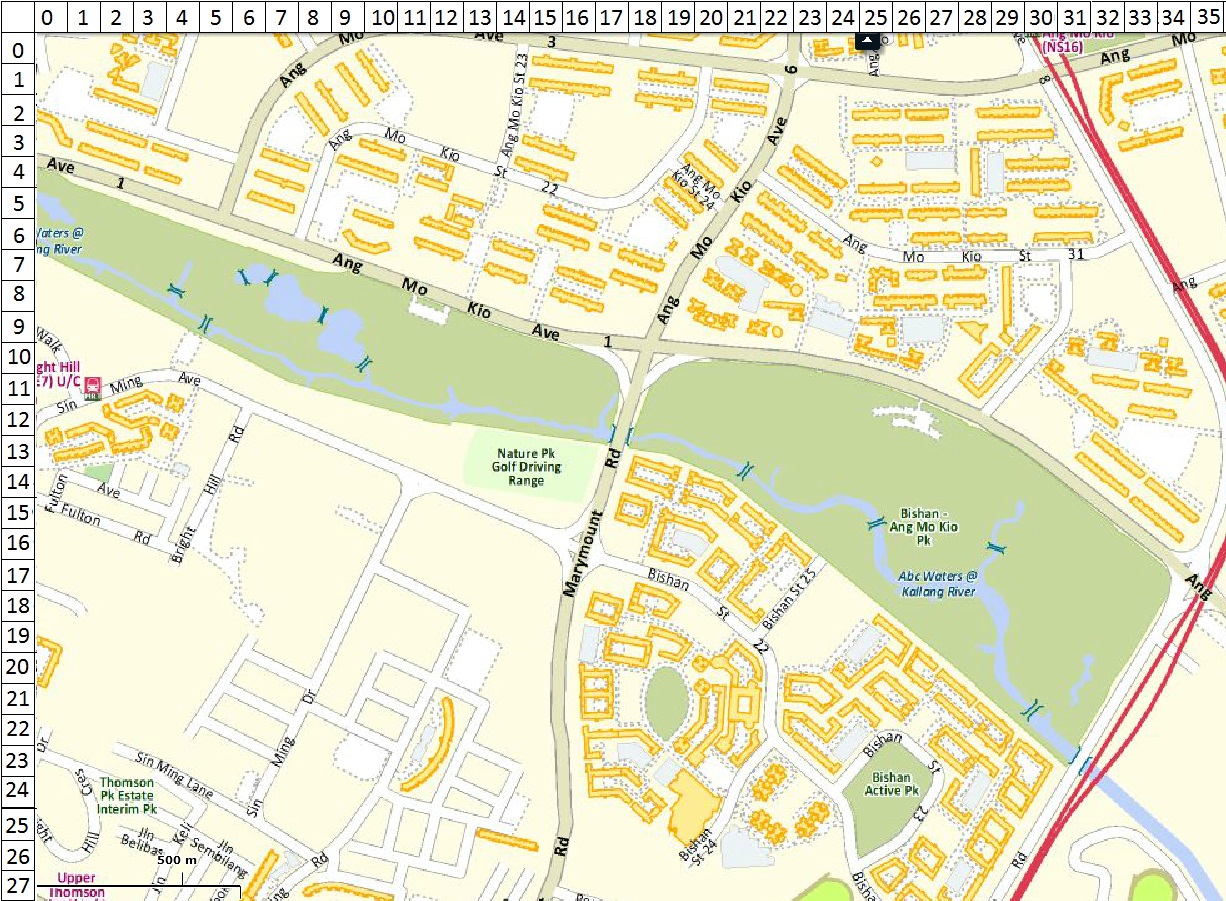 0 1 2 3 4 5 6 7 8 9 10 11 12 13 14 15 16 17 18 19 20 21 22 23 24 25 26 27 28 29 30 31 32 33 34 35
0
1
2
3
4
5
6
7
8
9
10
11
12
13
14
15
16
17
18
19
20
21
22
23
24
25
26
27
Mo
Ave
3
Ang
Ang Mo Kio St 23
6
Ave
Kio
Mo
Ang
Ang Mo Kio
(NS16)
8
Ang
Mo
Ang
Mo
Kio
St
22
Ang Mo
Kio St 24
Ave
1
Ang
Mo
Kio
St
31
Ang
Waters @
ng River
Ang
Mo
Kio
Ave
1
Walk
ght Hill
7) U/C
MRT
Sin
Ming
Ave
Rd
Hill
Bright
Fulton
Ave
Fulton
Rd
Nature Pk
Golf Driving
Range
Rd
Marymount
Bishan -
Ang Mo Kio
Pk
Abc Waters @
Kallang River
Ang
Bishan
St
22
Bishan St 25
Dr
Ming
Sin
Dr
Sin Ming Lane
Cres
Hill
Thomson
Pk Estate
Interim Pk
Jln
Belibas
Keli
Jln
Sembilang
Jln
Rd
500 m
Upper
Thomson
Rd
Bishan
St 24
Bishan
St
23
Bishan
Active Pk
Bishan
Rd